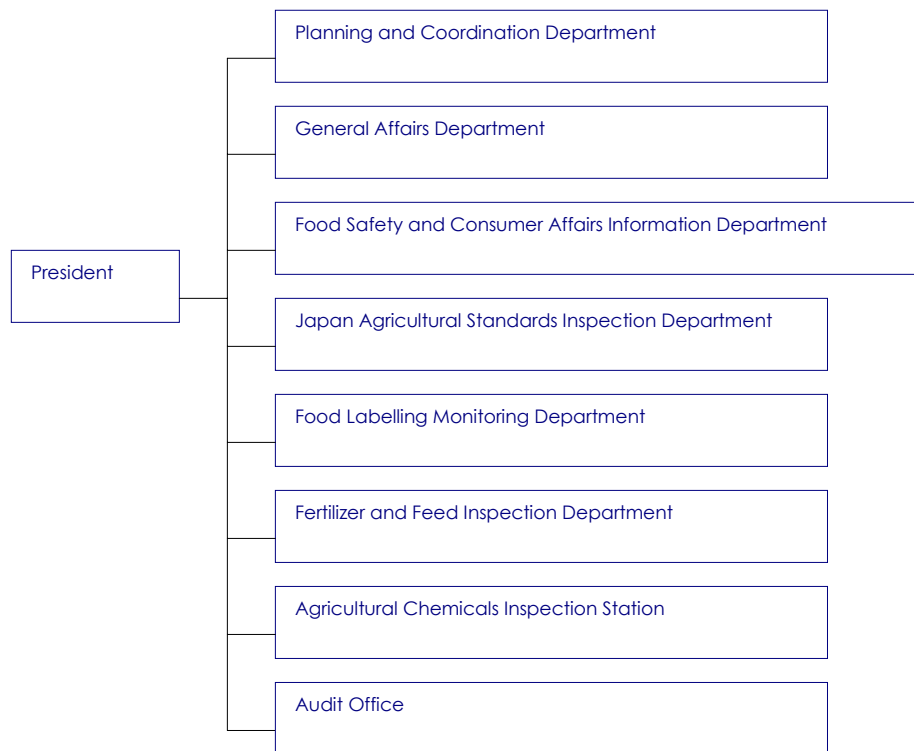 Planning and Coordination Department
General Affairs Department
Food Safety and Consumer Affairs Information Department
President
Japan Agricultural Standards Inspection Department
Food Labelling Monitoring Department
Fertilizer and Feed Inspection Department
Agricultural Chemicals Inspection Station
Audit Office